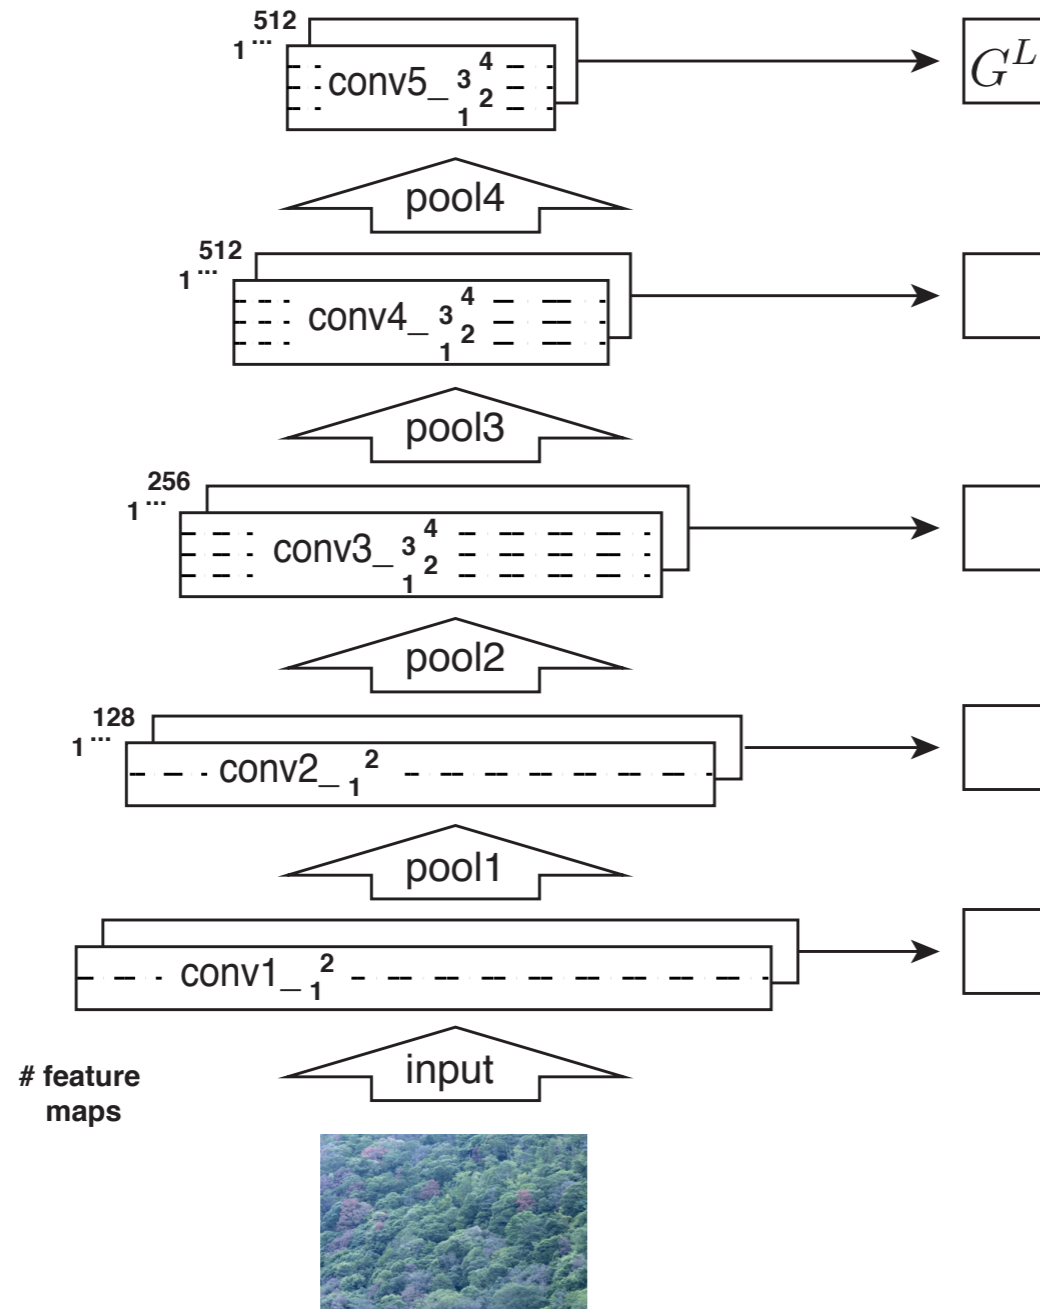 512
1...
conv5_ 1 2 3 4
G^L
pool4
512
1...
conv4_ 1 2 3 4
pool3
256
1...
conv3_ 1 2 3 4
pool2
128
1...
conv2_ 1 2
pool1
conv1_ 1 2
input
# feature
maps